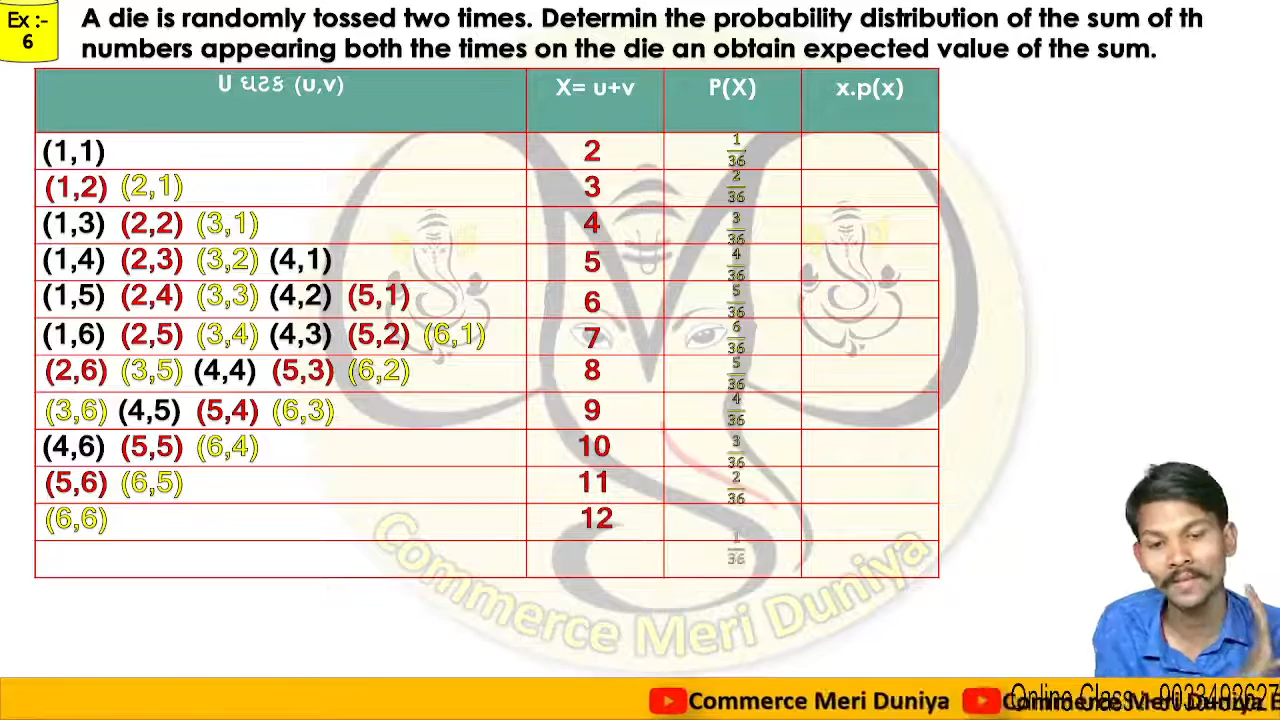 Ex :-
6
A die is randomly tossed two times. Determin the probability distribution of the sum of th
numbers appearing both the times on the die an obtain expected value of the sum.
U ઘટક (u,v) X= u+v P(X) x.p(x)
(1,1) 2 1/36
(1,2) (2,1) 3 2/36
(1,3) (2,2) (3,1) 4 3/36
(1,4) (2,3) (3,2) (4,1) 5 4/36
(1,5) (2,4) (3,3) (4,2) (5,1) 6 5/36
(1,6) (2,5) (3,4) (4,3) (5,2) (6,1) 7 6/36
(2,6) (3,5) (4,4) (5,3) (6,2) 8 5/36
(3,6) (4,5) (5,4) (6,3) 9 4/36
(4,6) (5,5) (6,4) 10 3/36
(5,6) (6,5) 11 2/36
(6,6) 12
1/36
Commerce Meri Duniya
Commerce Meri Duniya Commerce Meri Duniya E